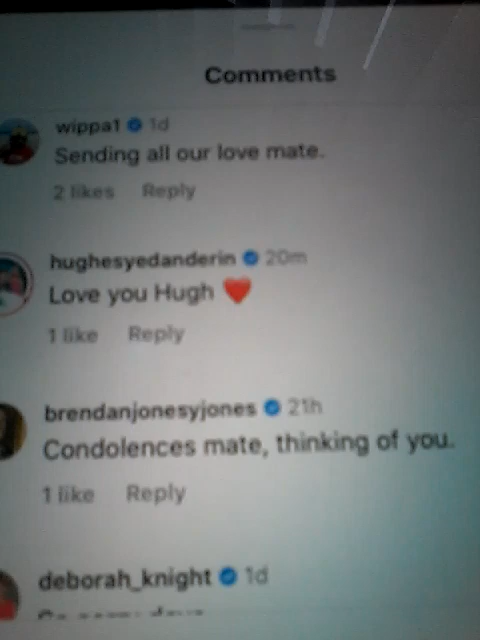 Comments
wippa1 1d
Sending all our love mate.
2 likes Reply
hughesyedanderin 20m
Love you Hugh ❤️
1 like Reply
brendanjonesyjones 21h
Condolences mate, thinking of you.
1 like Reply
deborah_knight 1d